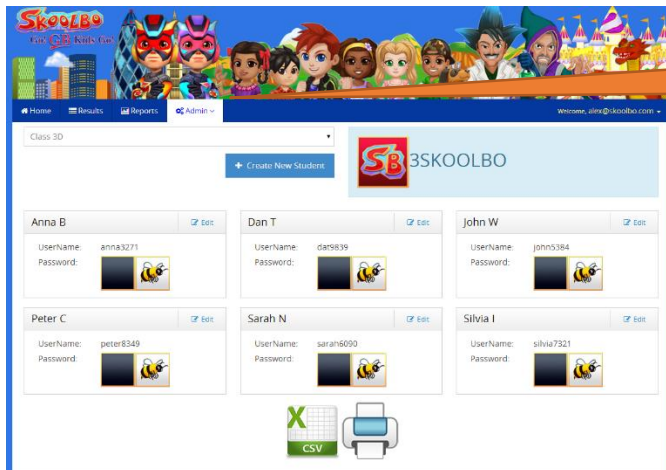 SKOOLBO
Go! GB Kids Go!
Home Results Reports Admin Welcome, alex@skoolbo.com
Class 3D
+ Create New Student
SB 3SKOOLBO
Anna B Edit
UserName: anna3271
Password:
Dan T Edit
UserName: dat9839
Password:
John W Edit
UserName: john5384
Password:
Peter C Edit
UserName: peter8349
Password:
Sarah N Edit
UserName: sarah6090
Password:
Silvia I Edit
UserName: silvia7321
Password:
X CSV